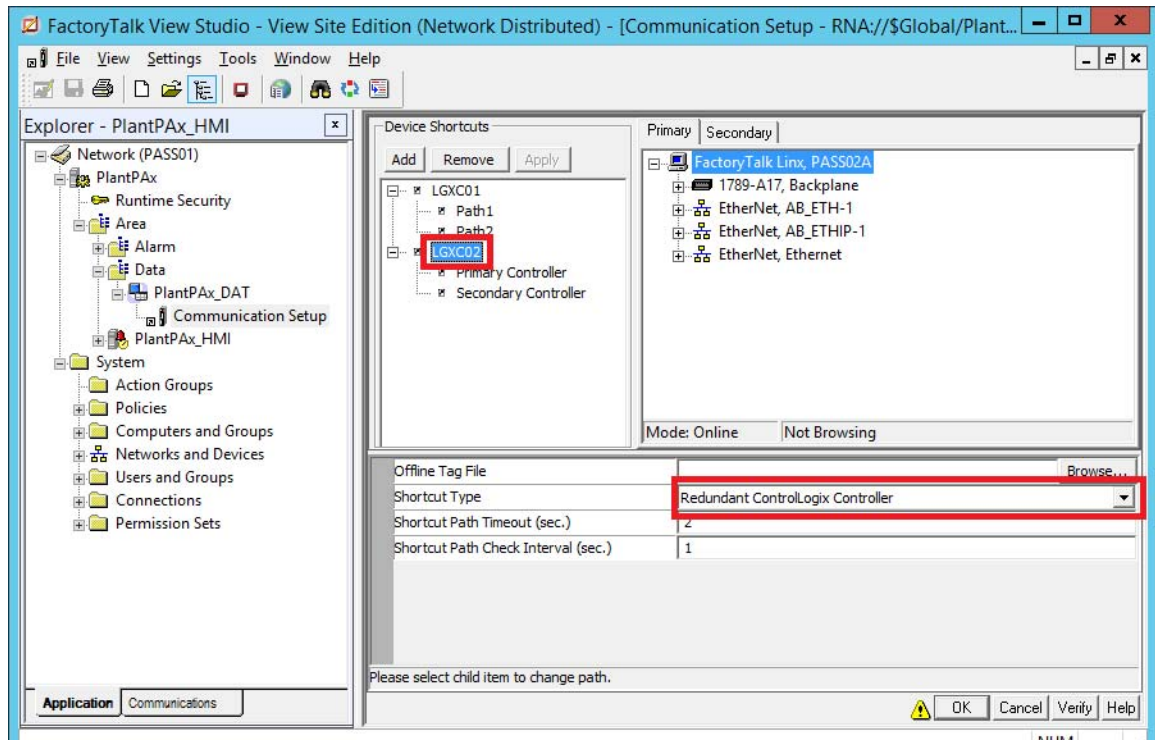 FactoryTalk View Studio - View Site Edition (Network Distributed) - [Communication Setup - RNA://$Global/Plant...
File View Settings Tools Window Help
Explorer - PlantPAx_HMI
Network (PASS01)
PlantPAx
Runtime Security
Area
Alarm
Data
PlantPAx_DAT
Communication Setup
PlantPAx_HMI
System
Action Groups
Policies
Computers and Groups
Networks and Devices
Users and Groups
Connections
Permission Sets
Application Communications
Device Shortcuts
Add Remove Apply
LGXC01
Path1
Path2
LGXC02
Primary Controller
Secondary Controller
Primary Secondary
FactoryTalk Linx, PASS02A
1789-A17, Backplane
EtherNet, AB_ETH-1
EtherNet, AB_ETHIP-1
EtherNet, Ethernet
Mode: Online Not Browsing
Offline Tag File Browse...
Shortcut Type Redundant ControlLogix Controller
Shortcut Path Timeout (sec.) 2
Shortcut Path Check Interval (sec.) 1
Please select child item to change path.
OK Cancel Verify Help
NUM